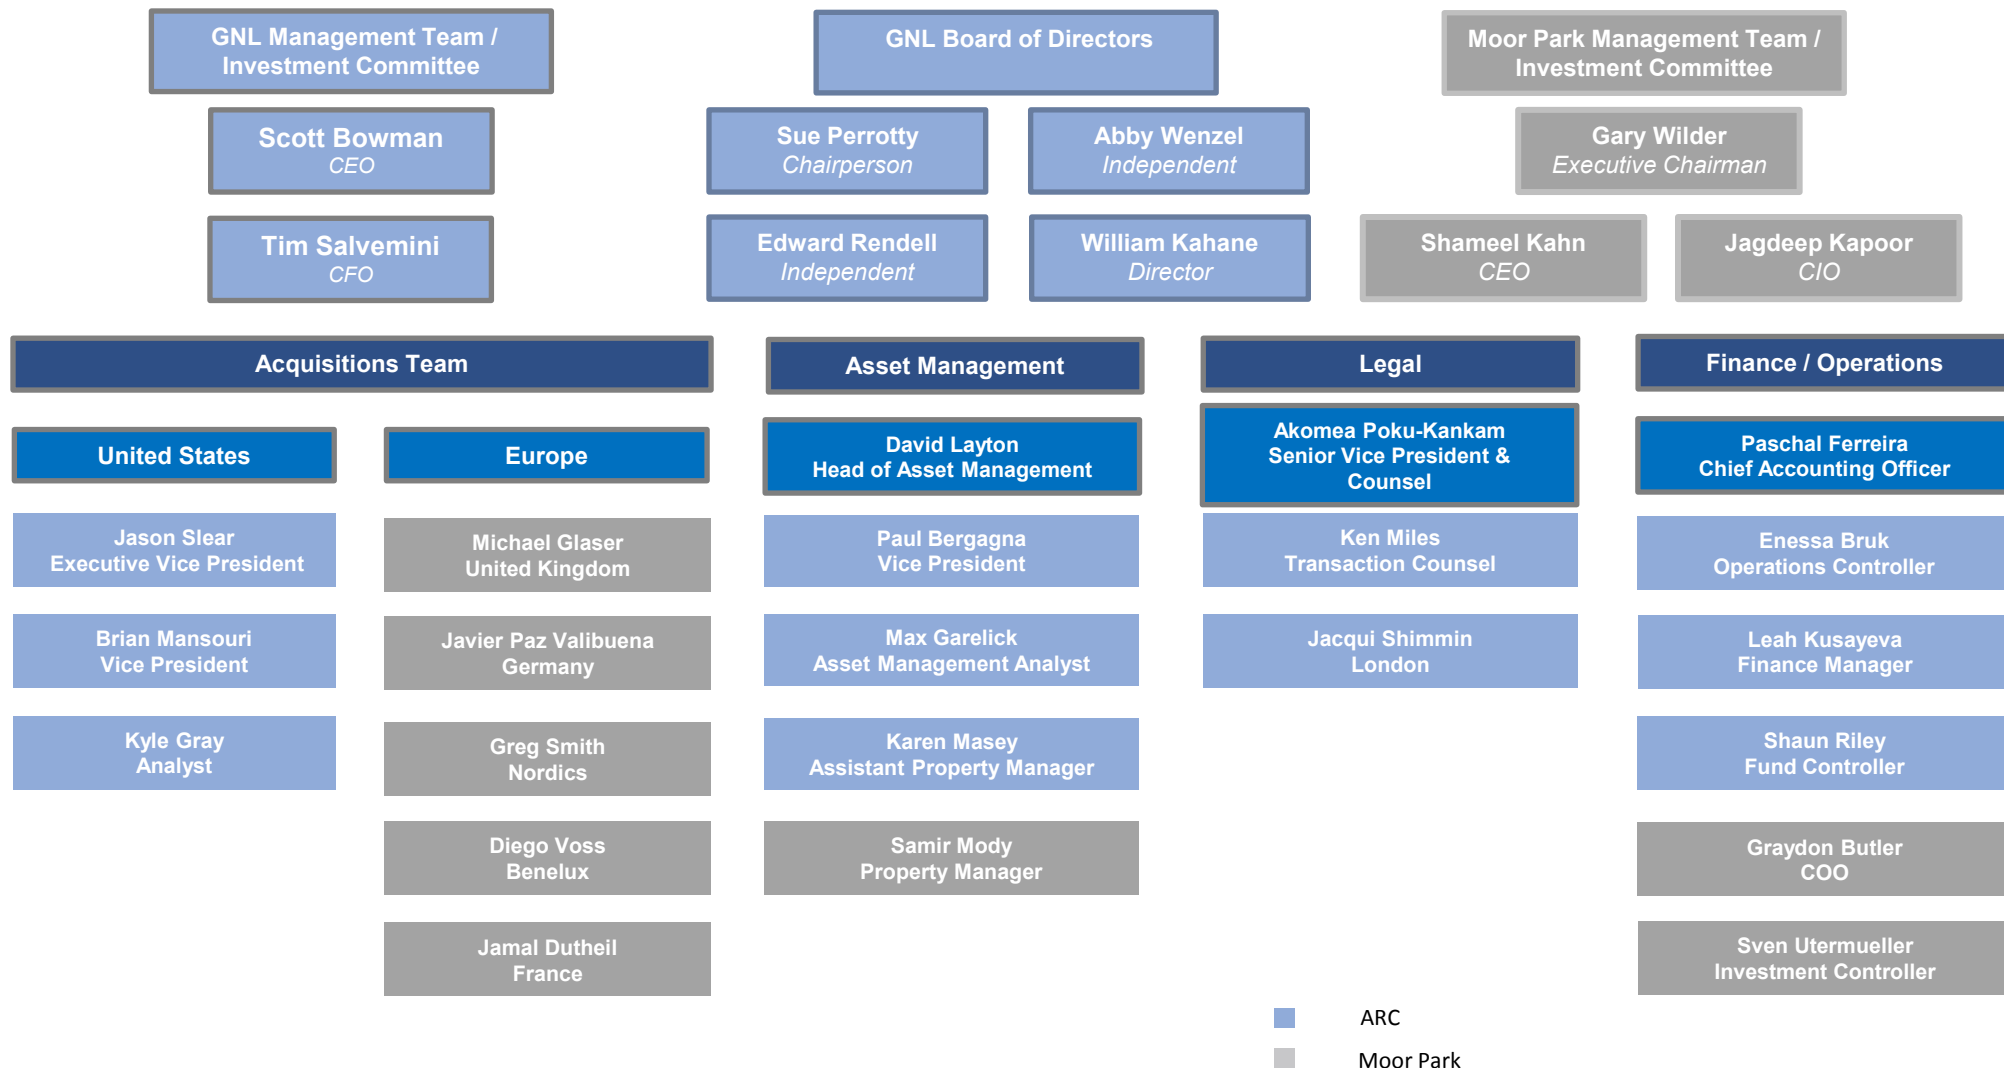 GNL Management Team /
Investment Committee
GNL Board of Directors
Moor Park Management Team /
Investment Committee
Scott Bowman
CEO
Sue Perrotty
Chairperson
Abby Wenzel
Independent
Gary Wilder
Executive Chairman
Tim Salvemini
CFO
Edward Rendell
Independent
William Kahane
Director
Shameel Kahn
CEO
Jagdeep Kapoor
CIO
Acquisitions Team
Asset Management
Legal
Finance / Operations
United States
Europe
David Layton
Head of Asset Management
Akomea Poku-Kankam
Senior Vice President &
Counsel
Paschal Ferreira
Chief Accounting Officer
Jason Slear
Executive Vice President
Michael Glaser
United Kingdom
Paul Bergagna
Vice President
Ken Miles
Transaction Counsel
Enessa Bruk
Operations Controller
Brian Mansouri
Vice President
Javier Paz Valibuena
Germany
Max Garelick
Asset Management Analyst
Jacqui Shimmin
London
Leah Kusayeva
Finance Manager
Kyle Gray
Analyst
Greg Smith
Nordics
Karen Masey
Assistant Property Manager
Shaun Riley
Fund Controller
Diego Voss
Benelux
Samir Mody
Property Manager
Graydon Butler
COO
Jamal Dutheil
France
Sven Utermueller
Investment Controller
ARC
Moor Park